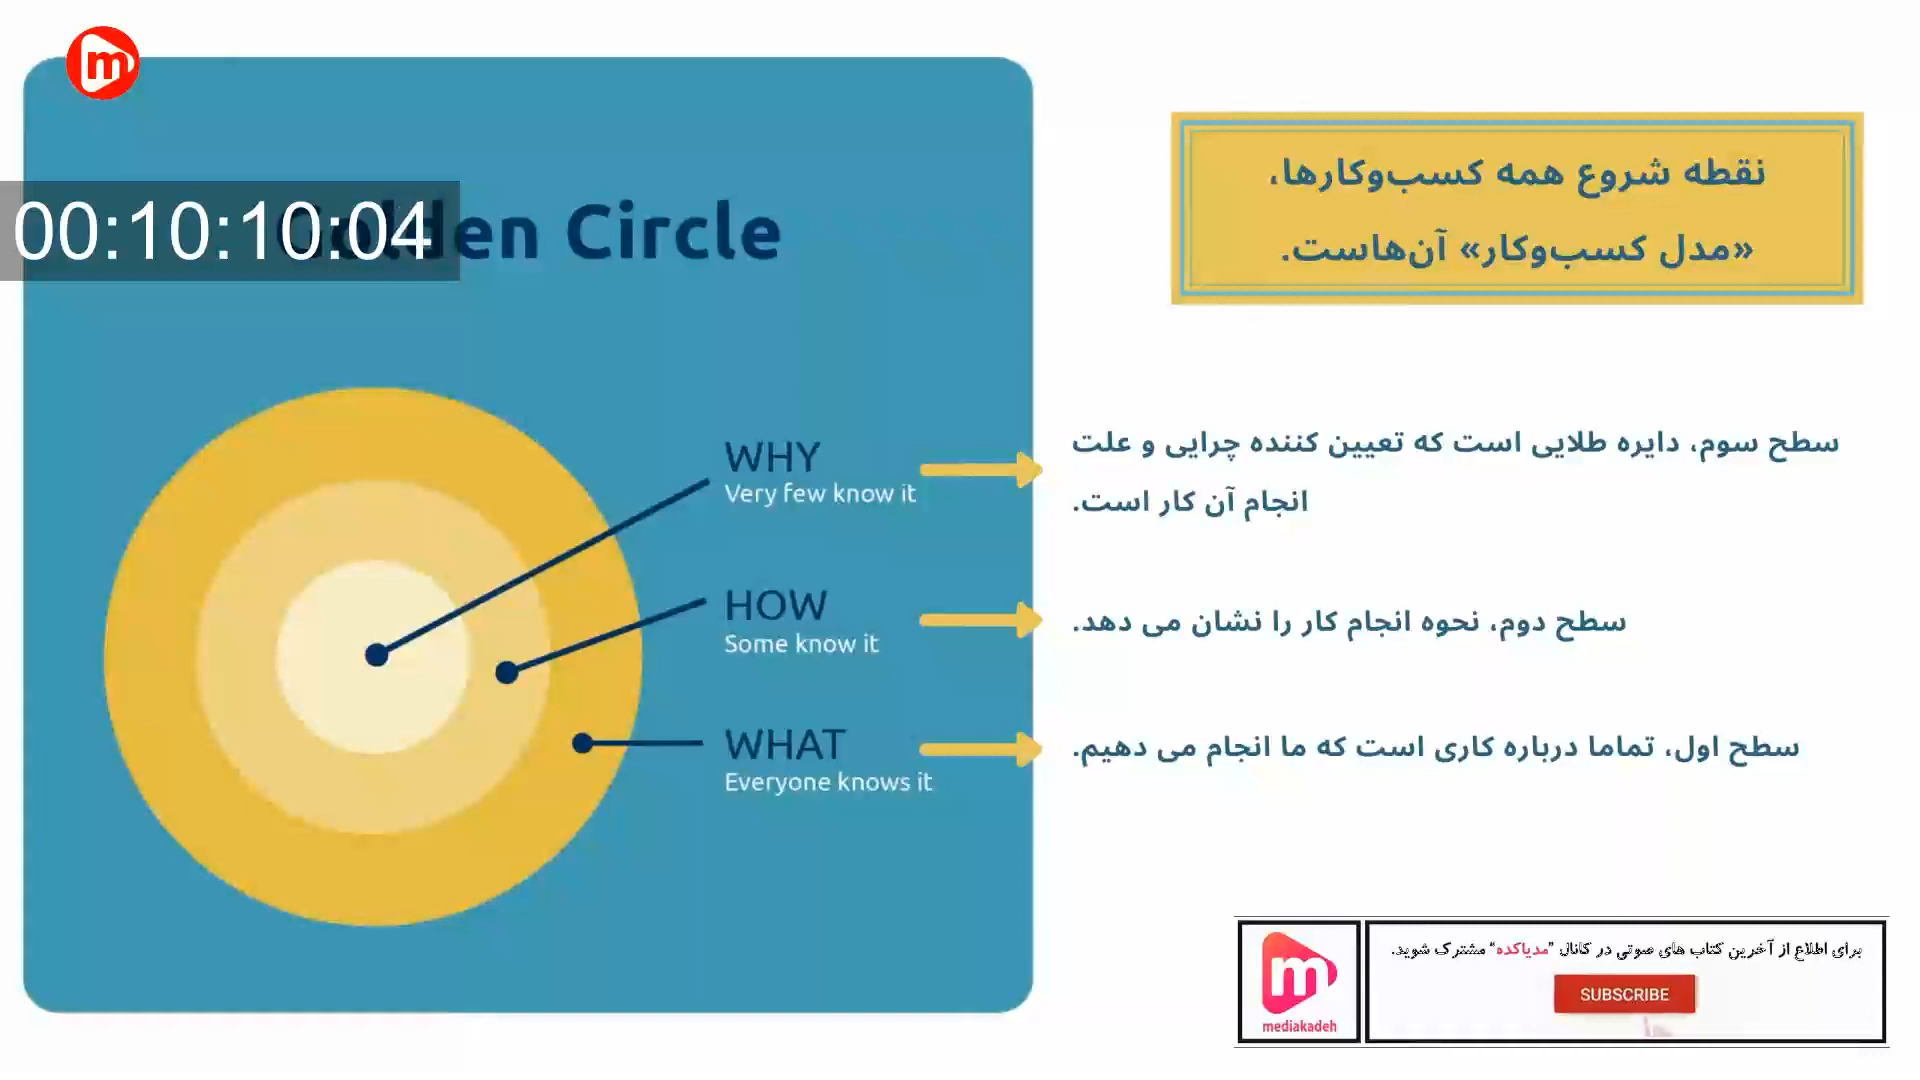 m
00:10:10:04
Golden Circle
نقطه شروع همه کسب‌وکارها،
«مدل کسب‌وکار» آن‌هاست.
WHY
Very few know it
سطح سوم، دایره طلایی است که تعیین کننده چرایی و علت
انجام آن کار است.
HOW
Some know it
سطح دوم، نحوه انجام کار را نشان می دهد.
WHAT
Everyone knows it
سطح اول، تماما درباره کاری است که ما انجام می دهیم.
m
mediakadeh
برای اطلاع از آخرین کتاب های صوتی در کانال "مدیاکده" مشترک شوید.
SUBSCRIBE